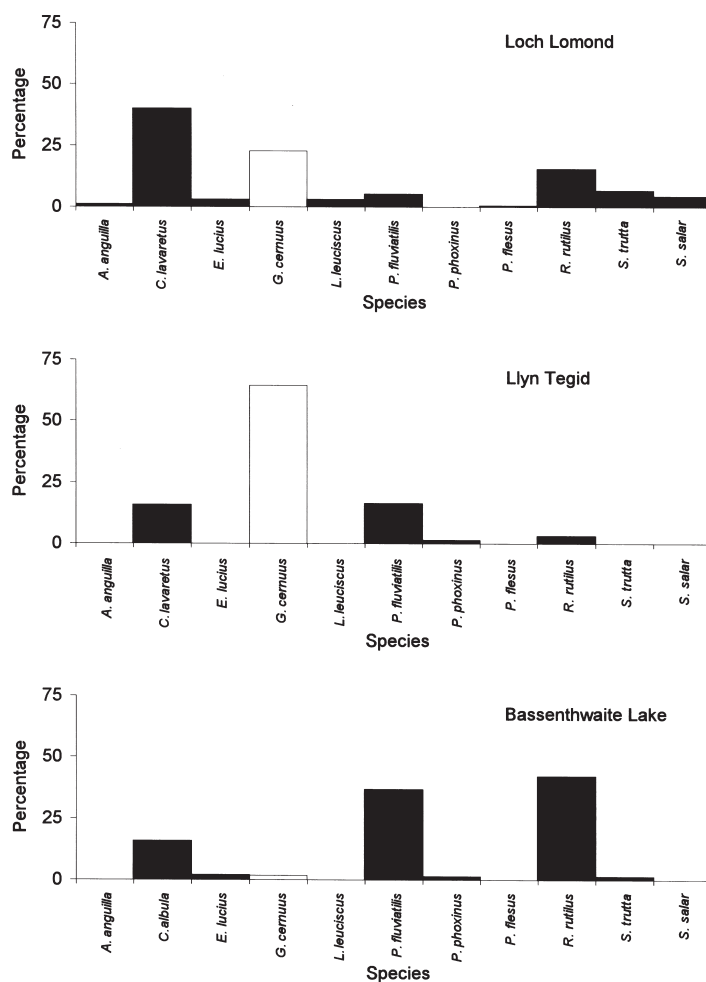 75
Loch Lomond
50
25
0
Percentage
A. anguilla
C. lavaretus
E. lucius
G. cernuus
L. leuciscus
P. fluviatilis
P. phoxinus
P. flesus
R. rutilus
S. trutta
S. salar
Species
75
Llyn Tegid
50
25
0
Percentage
A. anguilla
C. lavaretus
E. lucius
G. cernuus
L. leuciscus
P. fluviatilis
P. phoxinus
P. flesus
R. rutilus
S. trutta
S. salar
Species
75
Bassenthwaite Lake
50
25
0
Percentage
A. anguilla
C. albula
E. lucius
G. cernuus
L. leuciscus
P. fluviatilis
P. phoxinus
P. flesus
R. rutilus
S. trutta
S. salar
Species